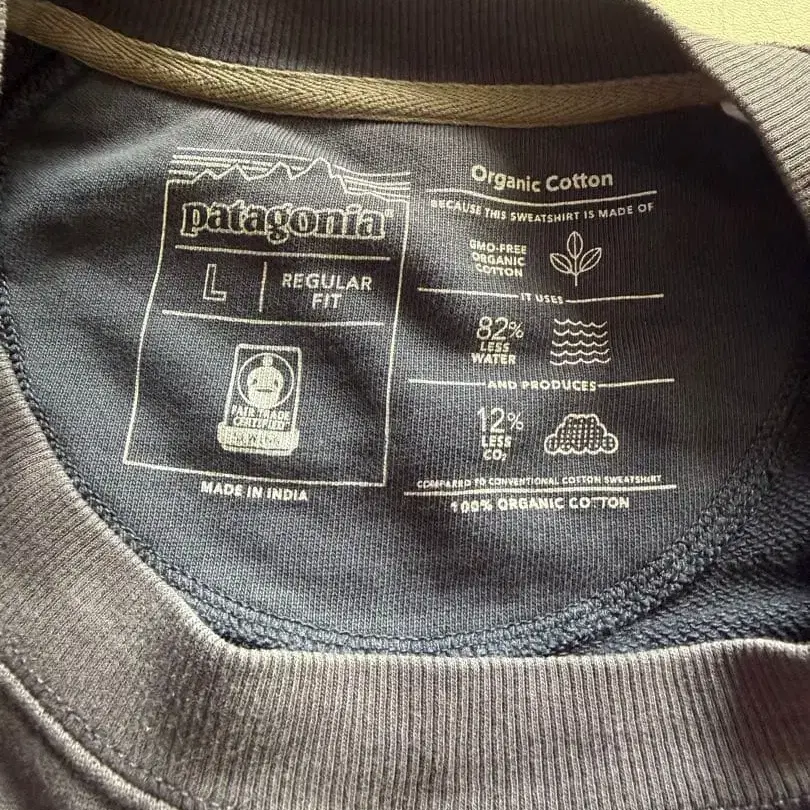 patagonia®
L
REGULAR
FIT
FAIR TRADE
CERTIFIED™
SEWING
MADE IN INDIA
Organic Cotton
BECAUSE THIS SWEATSHIRT IS MADE OF
GMO-FREE
ORGANIC
COTTON
IT USES
82%
LESS
WATER
AND PRODUCES
12%
LESS
CO₂
COMPARED TO CONVENTIONAL COTTON SWEATSHIRT
100% ORGANIC COTTON